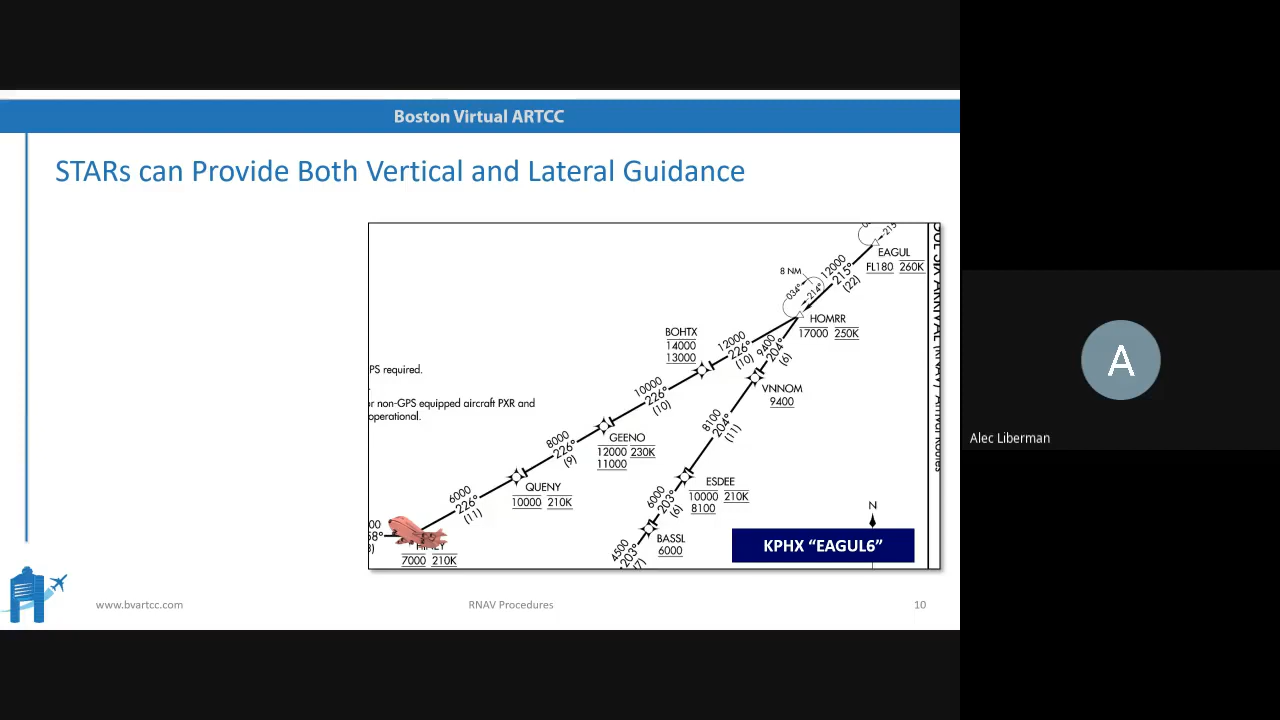 Boston Virtual ARTCC
STARs can Provide Both Vertical and Lateral Guidance
EAGUL
FL180 260K
12000
215°
(22)
8 NM
034°
214°
HOMRR
17000 250K
BOHTX
14000
13000
12000
226°
(10)
9400
204°
(6)
VNNOM
9400
PS required.
or non-GPS equipped aircraft PXR and
operational.
10000
226°
(10)
8100
204°
(11)
GEENO
12000 230K
11000
8000
226°
(9)
QUENY
10000 210K
ESDEE
10000 210K
8100
6000
226°
(11)
6000
203°
(6)
BASSL
6000
4500
203°
(7)
7000 210K
N
KPHX “EAGUL6”
www.bvartcc.com
RNAV Procedures
10
A
Alec Liberman